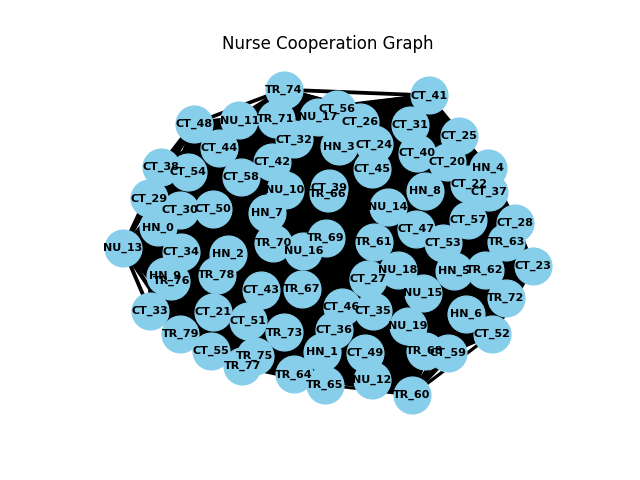 Nurse Cooperation Graph
TR_74
CT_41
CT_56
NU_17
TR_71
NU_11
CT_48
CT_26
CT_31
CT_25
CT_32
CT_44
HN_3
CT_24
CT_40
CT_20
CT_42
CT_38
CT_54
CT_45
HN_4
CT_58
CT_22
CT_37
NU_10
CT_39
TR_66
HN_8
CT_29
CT_30
CT_50
HN_7
NU_14
CT_57
CT_28
HN_0
CT_47
TR_70
TR_69
TR_61
CT_53
TR_63
NU_13
CT_34
HN_2
NU_16
CT_23
HN_9
TR_76
TR_78
CT_27
NU_18
HN_5
TR_62
CT_43
TR_67
NU_15
TR_72
CT_33
CT_21
CT_51
CT_46
CT_35
HN_6
TR_79
TR_73
CT_36
NU_19
CT_52
CT_55
TR_75
TR_77
HN_1
CT_49
TR_68
CT_59
TR_64
TR_65
NU_12
TR_60